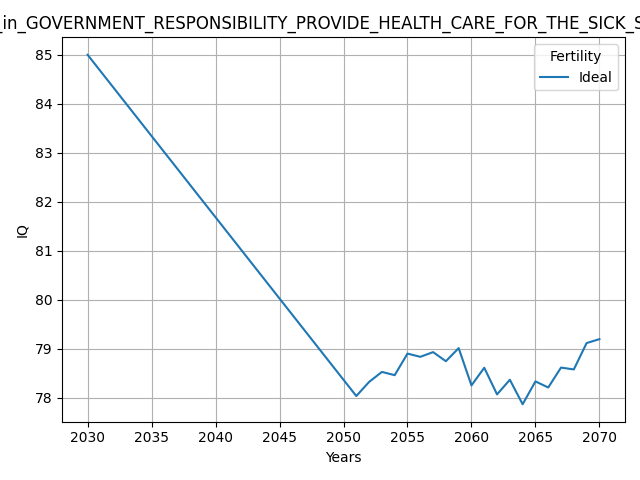 _in_GOVERNMENT_RESPONSIBILITY_PROVIDE_HEALTH_CARE_FOR_THE_SICK_S
Fertility
Ideal
85
84
83
82
81
80
79
78
IQ
2030 2035 2040 2045 2050 2055 2060 2065 2070
Years